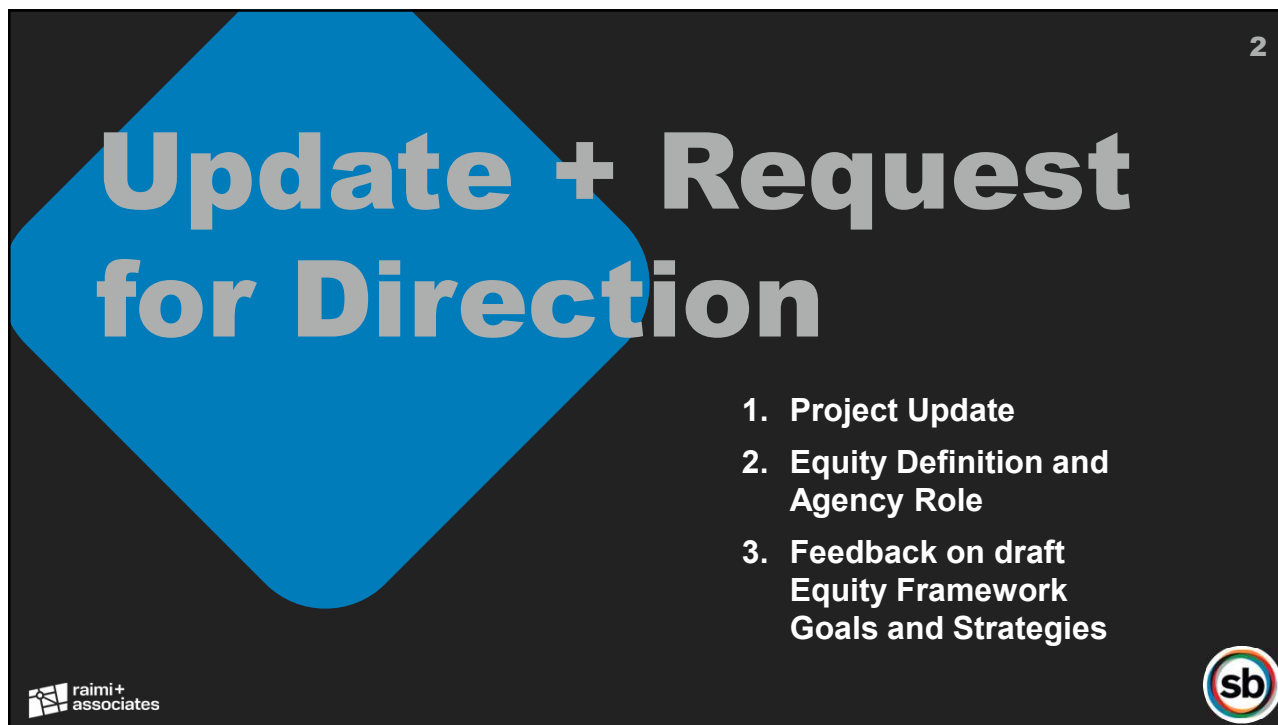 2
Update + Request
for Direction
1. Project Update
2. Equity Definition and
Agency Role
3. Feedback on draft
Equity Framework
Goals and Strategies
raimi+
associates
sb